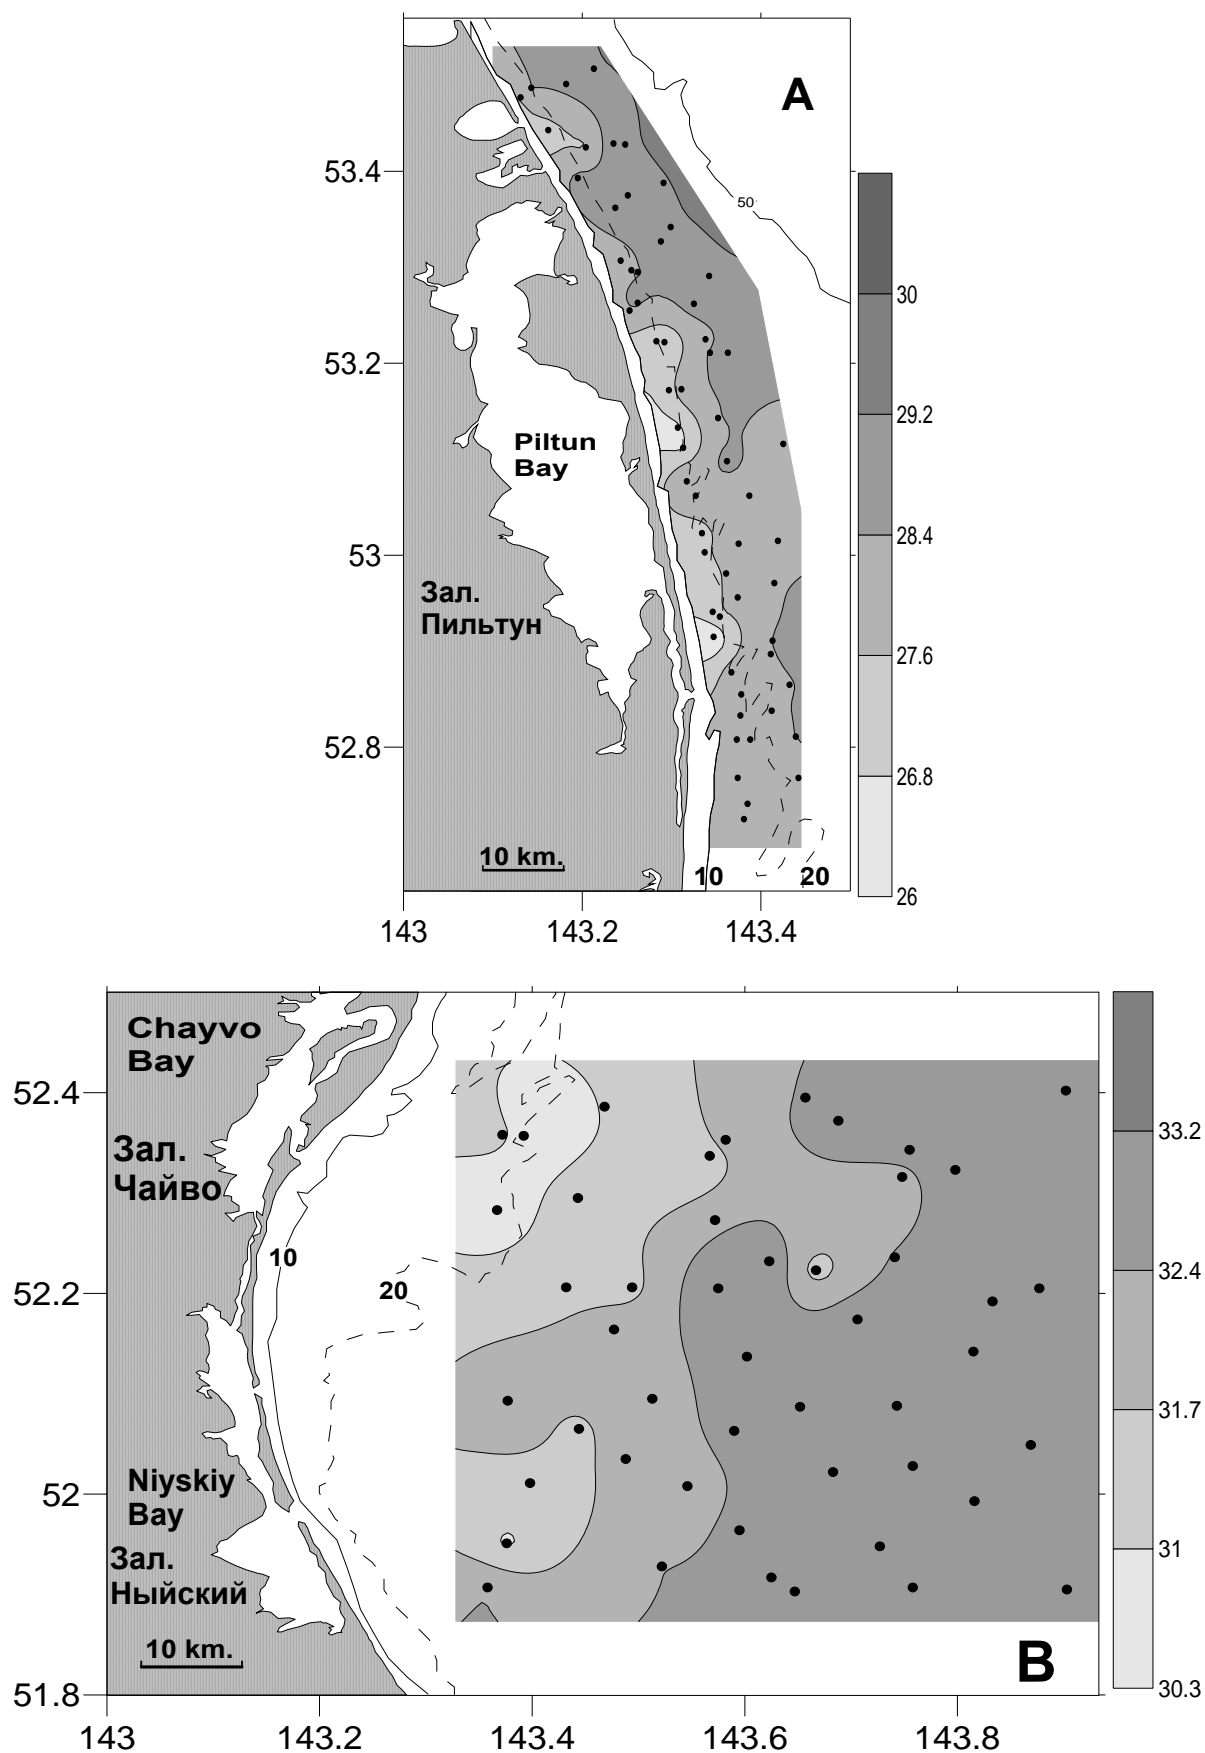 A
53.4
50
30
29.2
53.2
Piltun
Bay
28.4
53
Зал.
Пильтун
27.6
52.8
26.8
10 km.
10
20
26
143
143.2
143.4
Chayvo
Bay
52.4
33.2
Зал.
Чайво
10
32.4
52.2
20
31.7
Niyskiy
Bay
52
31
Зал.
Ныйский
10 km.
B
30.3
51.8
143
143.2
143.4
143.6
143.8